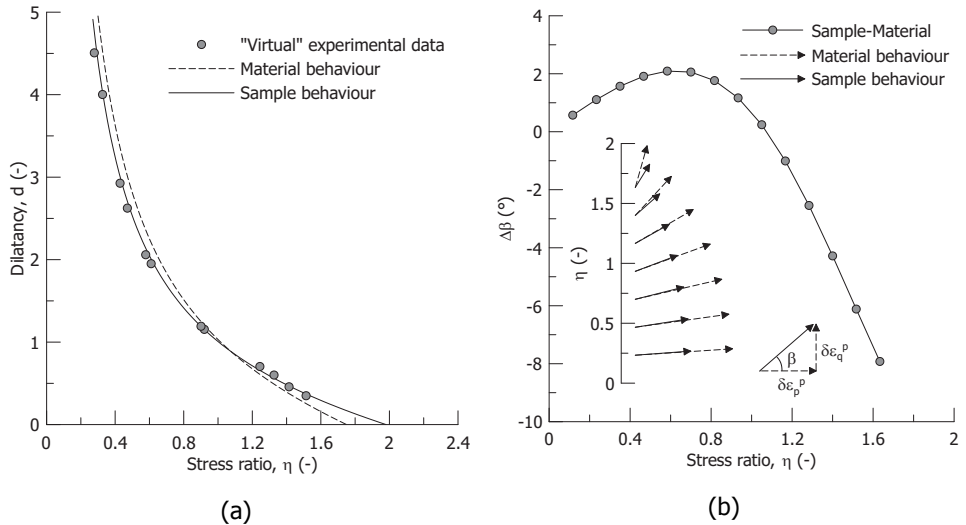 5
4
3
2
1
0
Dilatancy, d (-)
"Virtual" experimental data
Material behaviour
Sample behaviour
0
0.4
0.8
1.2
1.6
2
2.4
Stress ratio, η (-)
(a)
4
2
0
-2
-4
-6
-8
-10
Δβ (°)
Sample-Material
Material behaviour
Sample behaviour
2
1.5
1
0.5
0
η (-)
β
δε_q^p
δε_p^p
0
0.4
0.8
1.2
1.6
2
Stress ratio, η (-)
(b)